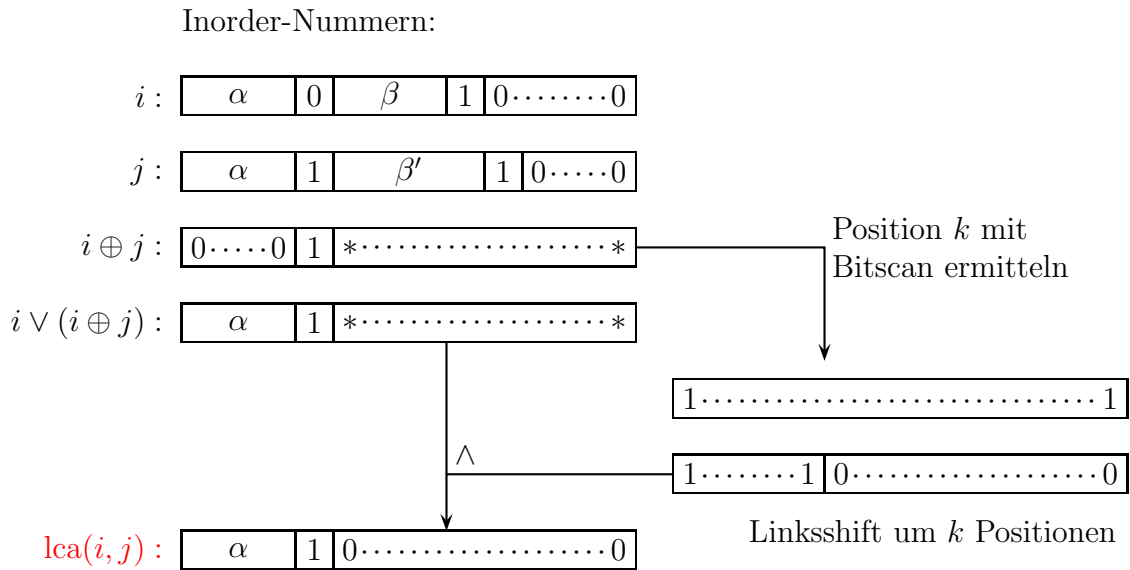 Inorder-Nummern:
i : α 0 β 1 0········0
j : α 1 β′ 1 0·····0
i ⊕ j : 0·····0 1 *·····················*
Position k mit
Bitscan ermitteln
i ∨ (i ⊕ j) : α 1 *·····················*
1·································1
∧
1········1 0······················0
Linksshift um k Positionen
lca(i, j) : α 1 0·····················0